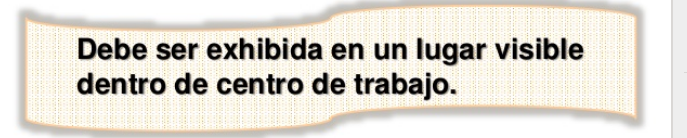 Debe ser exhibida en un lugar visible
dentro de centro de trabajo.